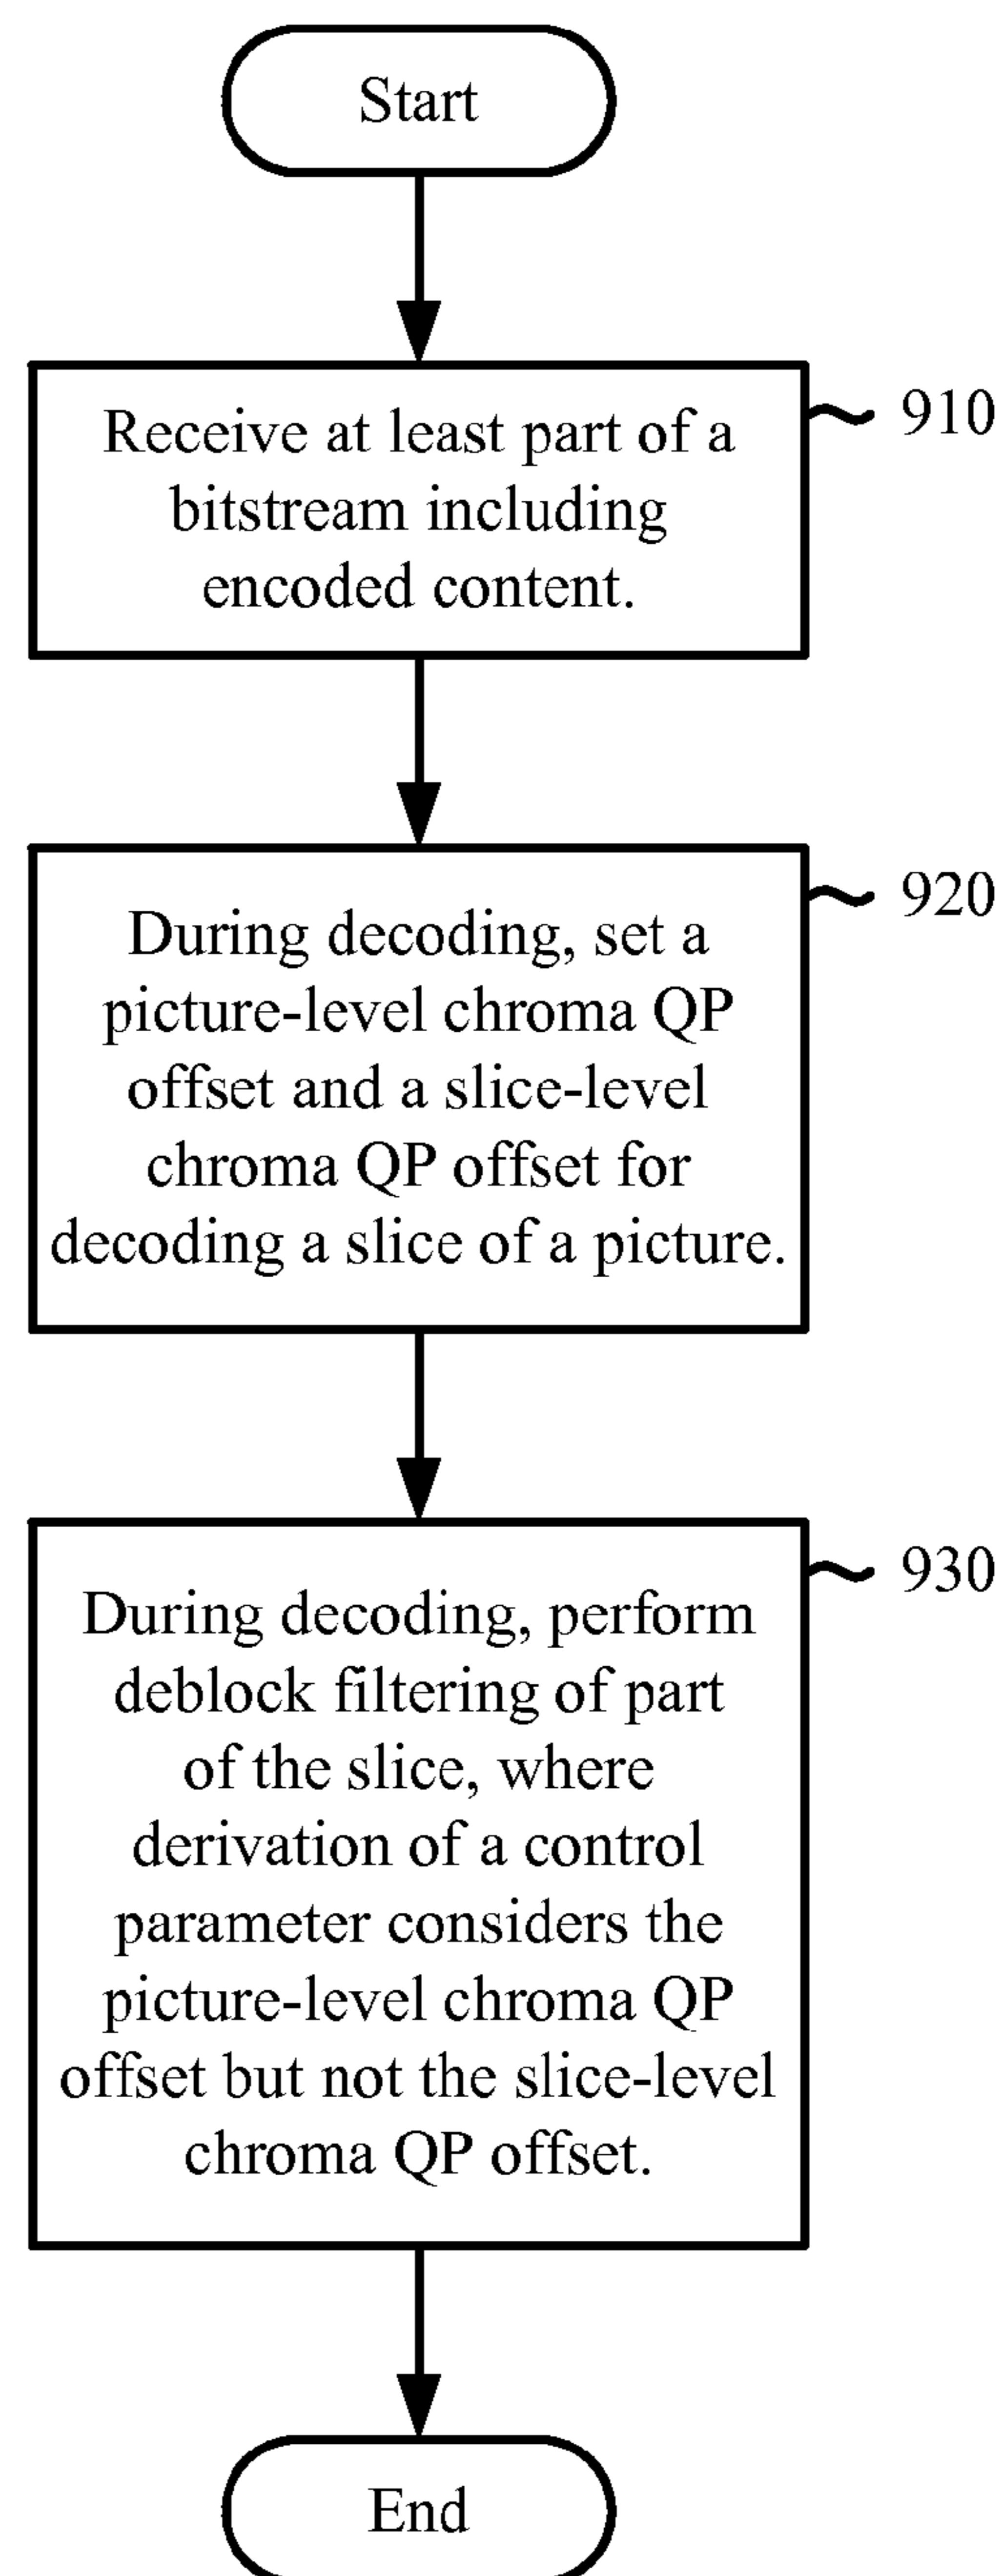 Start
Receive at least part of a
bitstream including
encoded content.
910
During decoding, set a
picture-level chroma QP
offset and a slice-level
chroma QP offset for
decoding a slice of a picture.
920
During decoding, perform
deblock filtering of part
of the slice, where
derivation of a control
parameter considers the
picture-level chroma QP
offset but not the slice-level
chroma QP offset.
930
End